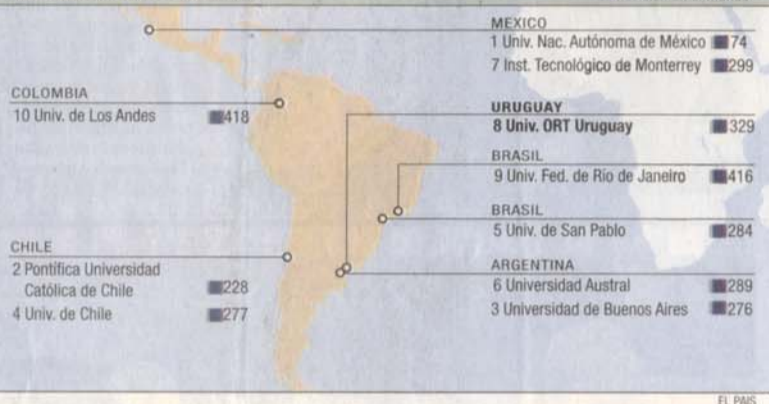 MEXICO
1 Univ. Nac. Autónoma de México 74
7 Inst. Tecnológico de Monterrey 299
COLOMBIA
10 Univ. de Los Andes 418
URUGUAY
8 Univ. ORT Uruguay 329
BRASIL
9 Univ. Fed. de Río de Janeiro 416
BRASIL
5 Univ. de San Pablo 284
CHILE
2 Pontifica Universidad
Católica de Chile 228
4 Univ. de Chile 277
ARGENTINA
6 Universidad Austral 289
3 Universidad de Buenos Aires 276
EL PAIS